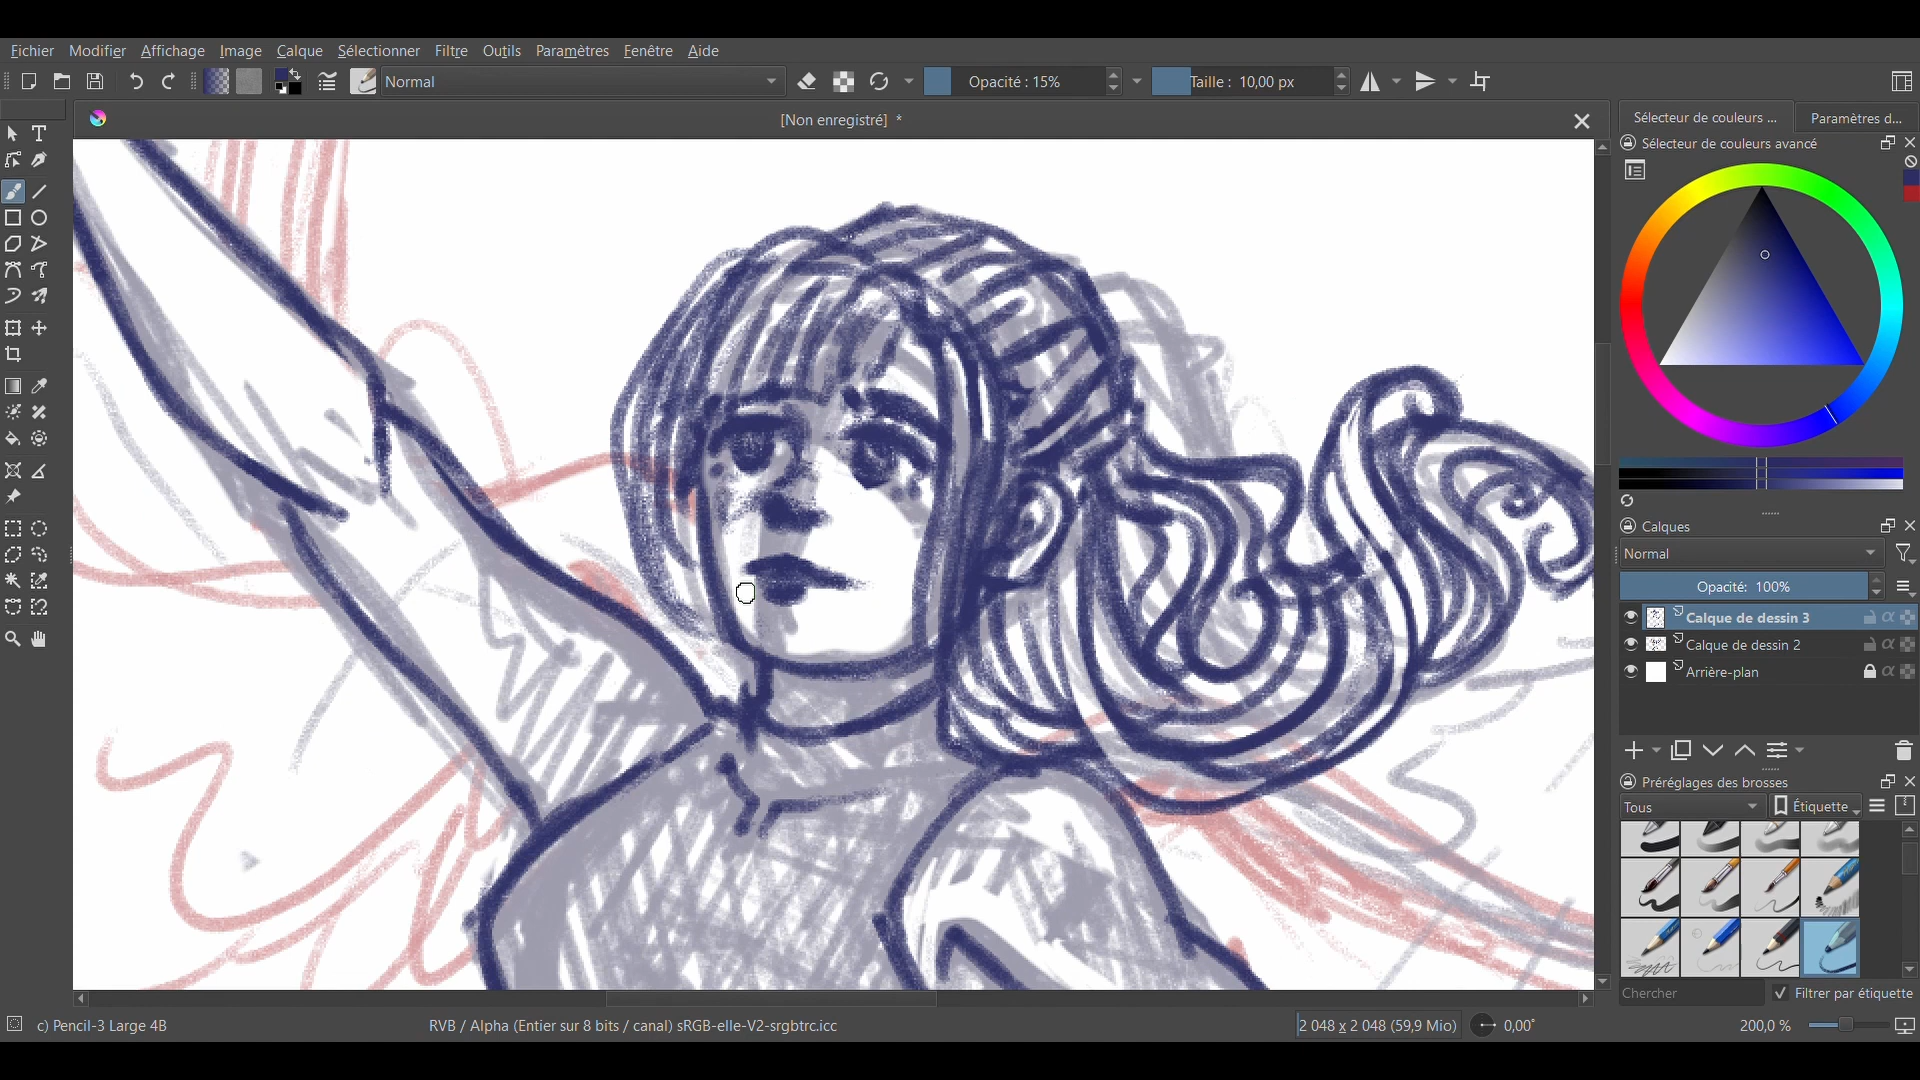 Fichier Modifier Affichage Image Calque Sélectionner Filtre Outils Paramètres Fenêtre Aide
Normal Opacité : 15% Taille : 10,00 px
[Non enregistré] *
Sélecteur de couleurs ... Paramètres d...
Sélecteur de couleurs avancé
Calques
Normal
Opacité: 100%
Calque de dessin 3
Calque de dessin 2
Arrière-plan
Préréglages des brosses
Tous Étiquette
Chercher Filtrer par étiquette
c) Pencil-3 Large 4B RVB / Alpha (Entier sur 8 bits / canal) sRGB-elle-V2-srgbtrc.icc 2 048 x 2 048 (59,9 Mio) 0,00° 200,0 %